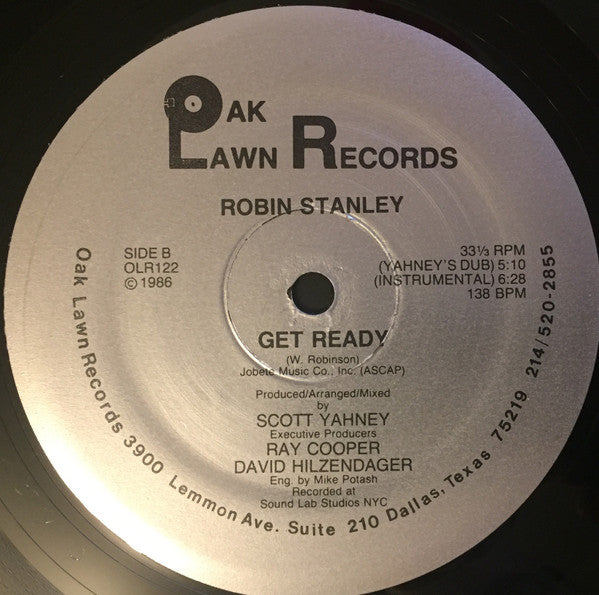 OAK
LAWN RECORDS
ROBIN STANLEY
SIDE B
OLR122
© 1986
33⅓ RPM
(YAHNEY'S DUB) 5:10
(INSTRUMENTAL) 6:28
138 BPM
GET READY
(W. Robinson)
Jobete Music Co., Inc. (ASCAP)
Produced/Arranged/Mixed
by
SCOTT YAHNEY
Executive Producers
RAY COOPER
DAVID HILZENDAGER
Eng. by Mike Potash
Recorded at
Sound Lab Studios NYC
Oak Lawn Records 3900 Lemmon Ave. Suite 210 Dallas, Texas 75219 214/520-2855